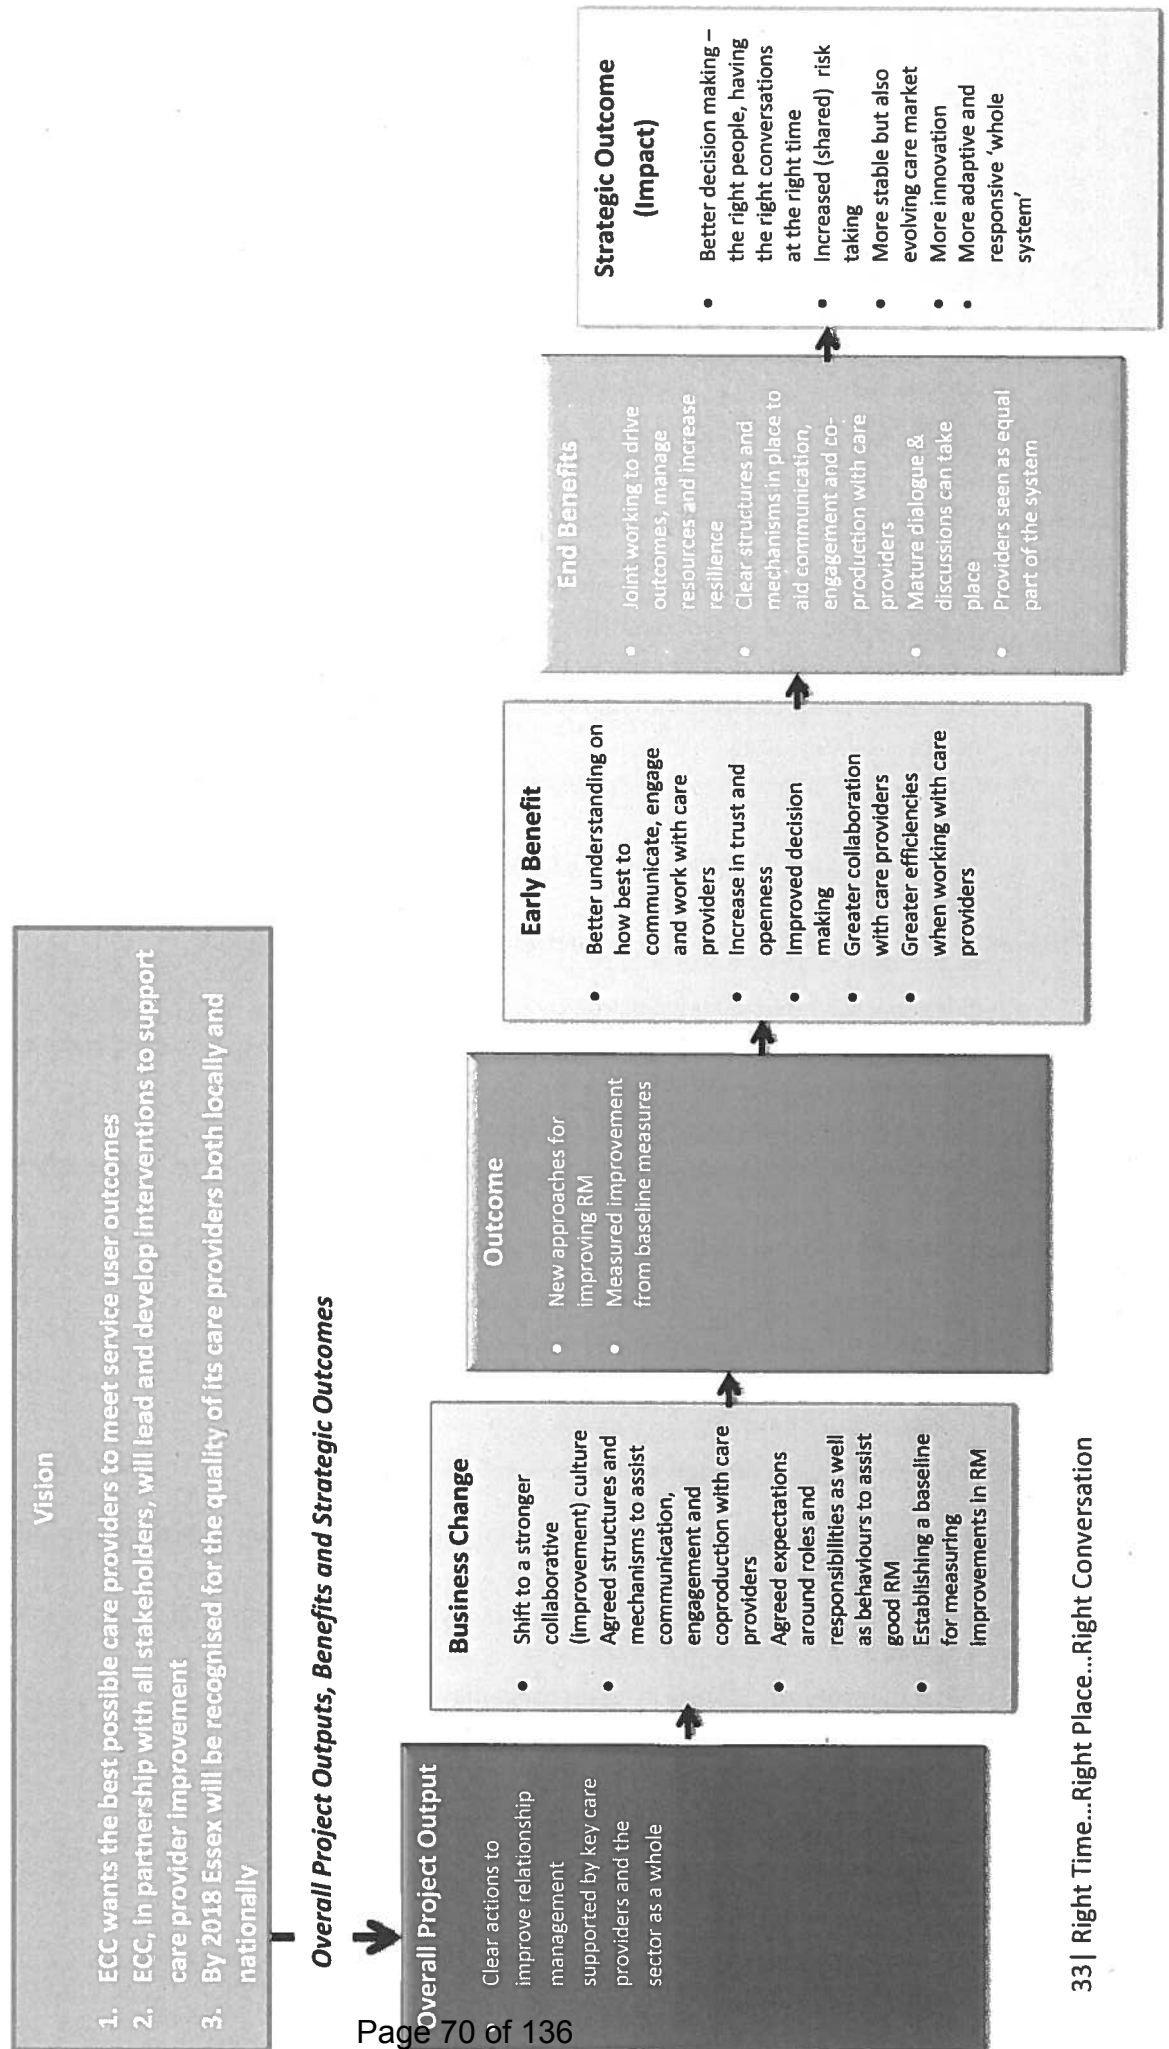 Vision
1. ECC wants the best possible care providers to meet service user outcomes
2. ECC, in partnership with all stakeholders, will lead and develop interventions to support
care provider improvement
3. By 2018 Essex will be recognised for the quality of its care providers both locally and
nationally
Overall Project Outputs, Benefits and Strategic Outcomes
Overall Project Output
Clear actions to
improve relationship
management
supported by key care
providers and the
sector as a whole
Business Change
• Shift to a stronger
collaborative
(improvement) culture
• Agreed structures and
mechanisms to assist
communication,
engagement and
coproduction with care
providers
• Agreed expectations
around roles and
responsibilities as well
as behaviours to assist
good RM
• Establishing a baseline
for measuring
improvements in RM
Outcome
• New approaches for
improving RM
• Measured improvement
from baseline measures
Early Benefit
• Better understanding on
how best to
communicate, engage
and work with care
providers
• Increase in trust and
openness
• Improved decision
making
• Greater collaboration
with care providers
• Greater efficiencies
when working with care
providers
End Benefits
• Joint working to drive
outcomes, manage
resources and increase
resilience
• Clear structures and
mechanisms in place to
aid communication,
engagement and co-
production with care
providers
• Mature dialogue &
discussions can take
place
• Providers seen as equal
part of the system
Strategic Outcome
(Impact)
• Better decision making –
the right people, having
the right conversations
at the right time
• Increased (shared) risk
taking
• More stable but also
evolving care market
• More innovation
• More adaptive and
responsive 'whole
system'
33| Right Time...Right Place...Right Conversation
Page 70 of 136